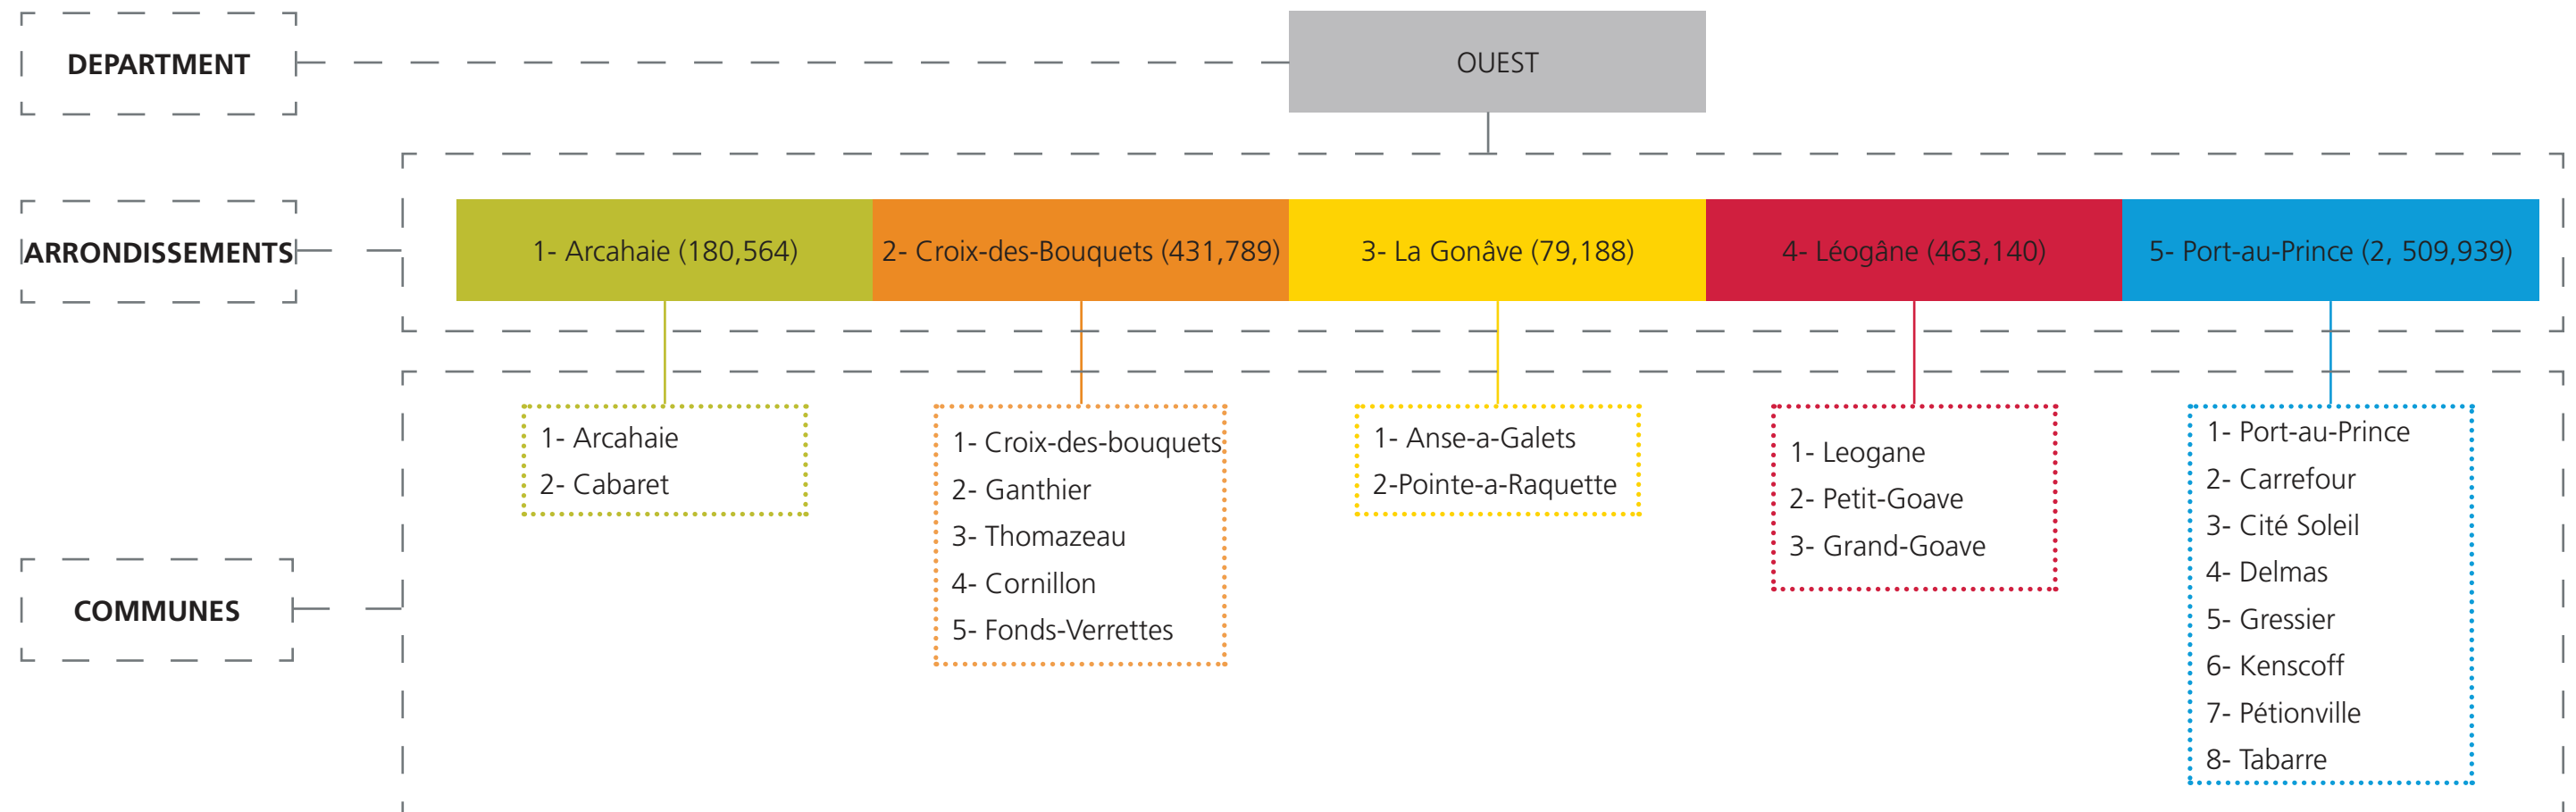 DEPARTMENT
OUEST
ARRONDISSEMENTS
1- Arcahaie (180,564)
2- Croix-des-Bouquets (431,789)
3- La Gonâve (79,188)
4- Léogâne (463,140)
5- Port-au-Prince (2, 509,939)
COMMUNES
1- Arcahaie
2- Cabaret
1- Croix-des-bouquets
2- Ganthier
3- Thomazeau
4- Cornillon
5- Fonds-Verrettes
1- Anse-a-Galets
2-Pointe-a-Raquette
1- Leogane
2- Petit-Goave
3- Grand-Goave
1- Port-au-Prince
2- Carrefour
3- Cité Soleil
4- Delmas
5- Gressier
6- Kenscoff
7- Pétionville
8- Tabarre